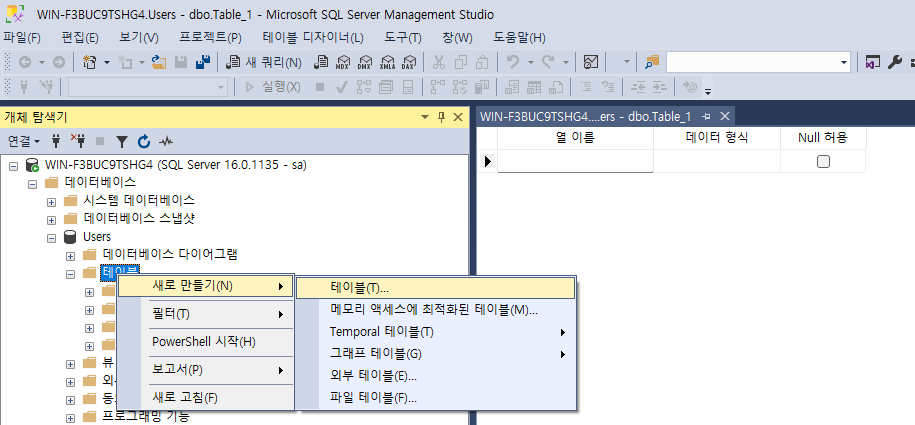 WIN-F3BUC9TSHG4.Users - dbo.Table_1 - Microsoft SQL Server Management Studio
파일(F) 편집(E) 보기(V) 프로젝트(P) 테이블 디자이너(L) 도구(T) 창(W) 도움말(H)
새 쿼리(N) MDX DMX XMLA DAX
실행(X)
개체 탐색기
연결
WIN-F3BUC9TSHG4 (SQL Server 16.0.1135 - sa)
데이터베이스
시스템 데이터베이스
데이터베이스 스냅샷
Users
데이터베이스 다이어그램
테이블
뷰
프로그래밍 기능
새로 만들기(N)
필터(T)
PowerShell 시작(H)
보고서(P)
새로 고침(F)
테이블(T)...
메모리 액세스에 최적화된 테이블(M)...
Temporal 테이블(T)
그래프 테이블(G)
외부 테이블(E)...
파일 테이블(F)...
WIN-F3BUC9TSHG4....ers - dbo.Table_1
열 이름 데이터 형식 Null 허용